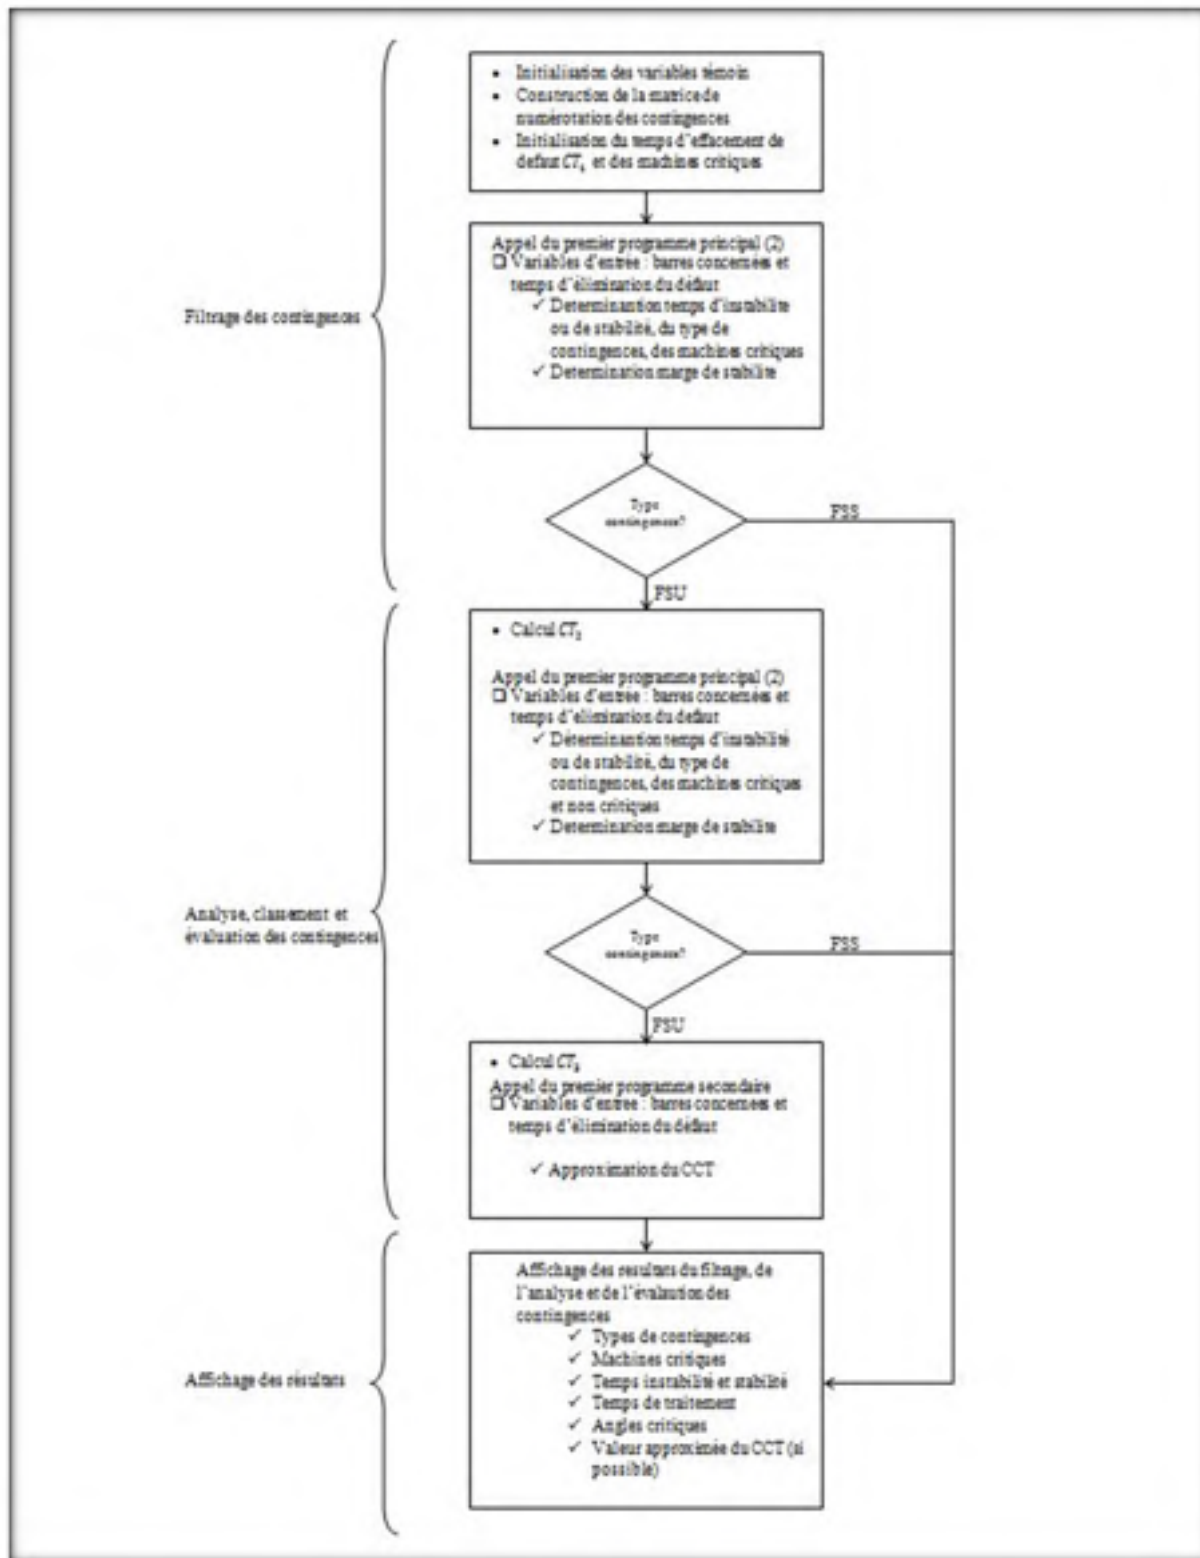 • Initialisation des variables témoin
• Construction de la matrice de
numérotation des contingences
• Initialisation du temps d'effacement de
defaut CT₁ et des machines critiques
Appel du premier programme principal (2)
❑ Variables d'entrée : barres concernées et
temps d'élimination du défaut
✓ Determinantion temps d'instabilité
ou de stabilité, du type de
contingences, des machines critiques
✓ Determination marge de stabilité
Filtrage des contingences
Type
contingences?
FSS
FSU
• Calcul CT₂
Appel du premier programme principal (2)
❑ Variables d'entrée : barres concernées et
temps d'élimination du defaut
✓ Déterminantion temps d'instabilité
ou de stabilité, du type de
contingences, des machines critiques
et non critiques
✓ Determination marge de stabilité
Analyse, classement et
évaluation des contingences
Type
contingences?
FSS
FSU
• Calcul CT₃
Appel du premier programme secondaire
❑ Variables d'entrée : barres concernées et
temps d'élimination du défaut
✓ Approximation du CCT
Affichage des resultats du filtrage, de
l'analyse et de l'évalaution des
contingences
✓ Types de contingences
✓ Machines critiques
✓ Temps instabilité et stabilité
✓ Temps de traitement
✓ Angles critiques
✓ Valeur approximée du CCT (si
possible)
Affichage des résultats